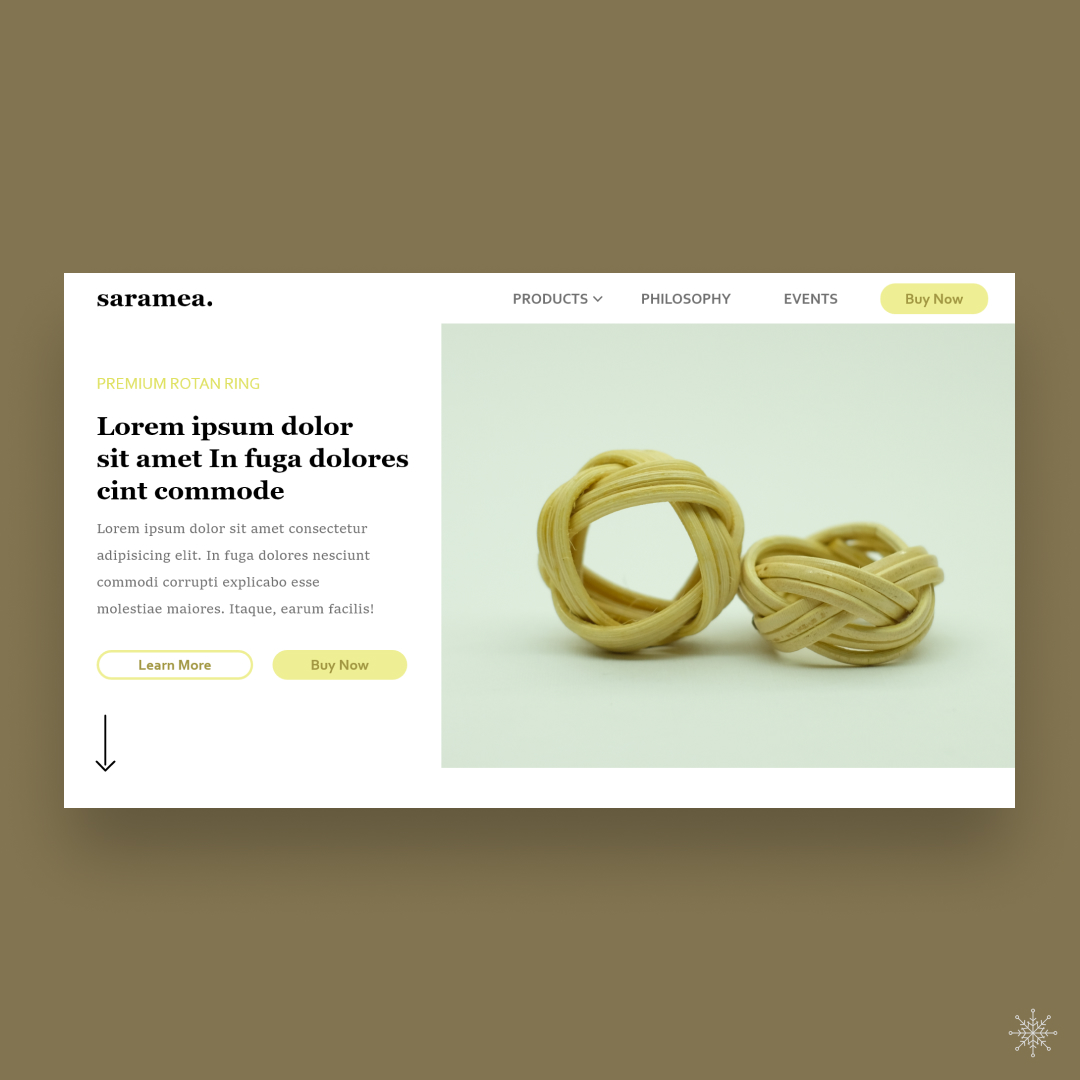 saramea.
PRODUCTS
PHILOSOPHY
EVENTS
Buy Now
PREMIUM ROTAN RING
Lorem ipsum dolor
sit amet In fuga dolores
cint commode
Lorem ipsum dolor sit amet consectetur
adipisicing elit. In fuga dolores nesciunt
commodi corrupti explicabo esse
molestiae maiores. Itaque, earum facilis!
Learn More
Buy Now